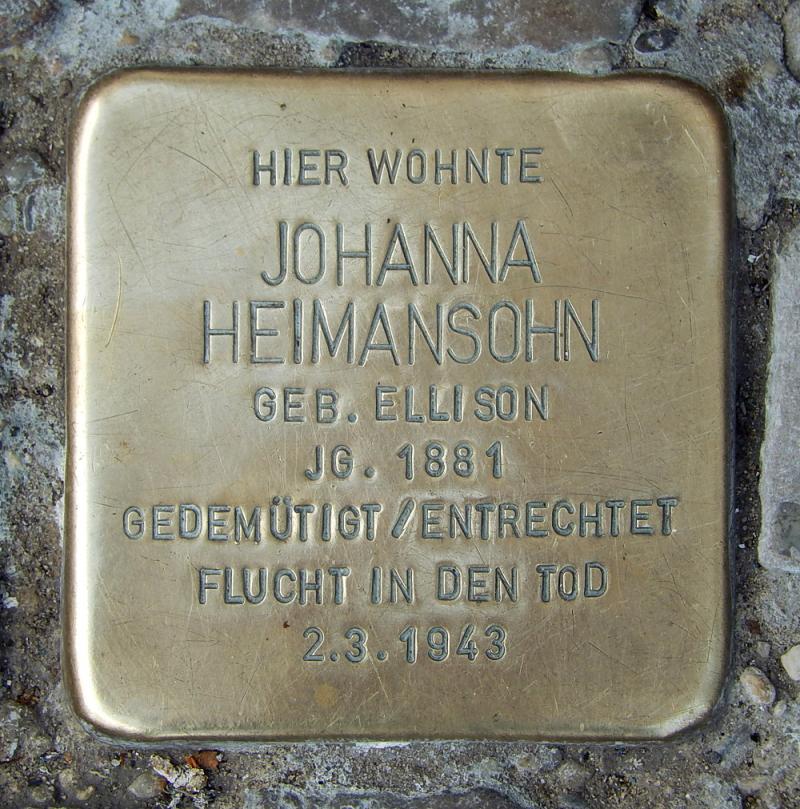 HIER WOHNTE
JOHANNA
HEIMANSOHN
GEB. ELLISON
JG. 1881
GEDEMÜTIGT/ENTRECHTET
FLUCHT IN DEN TOD
2.3.1943